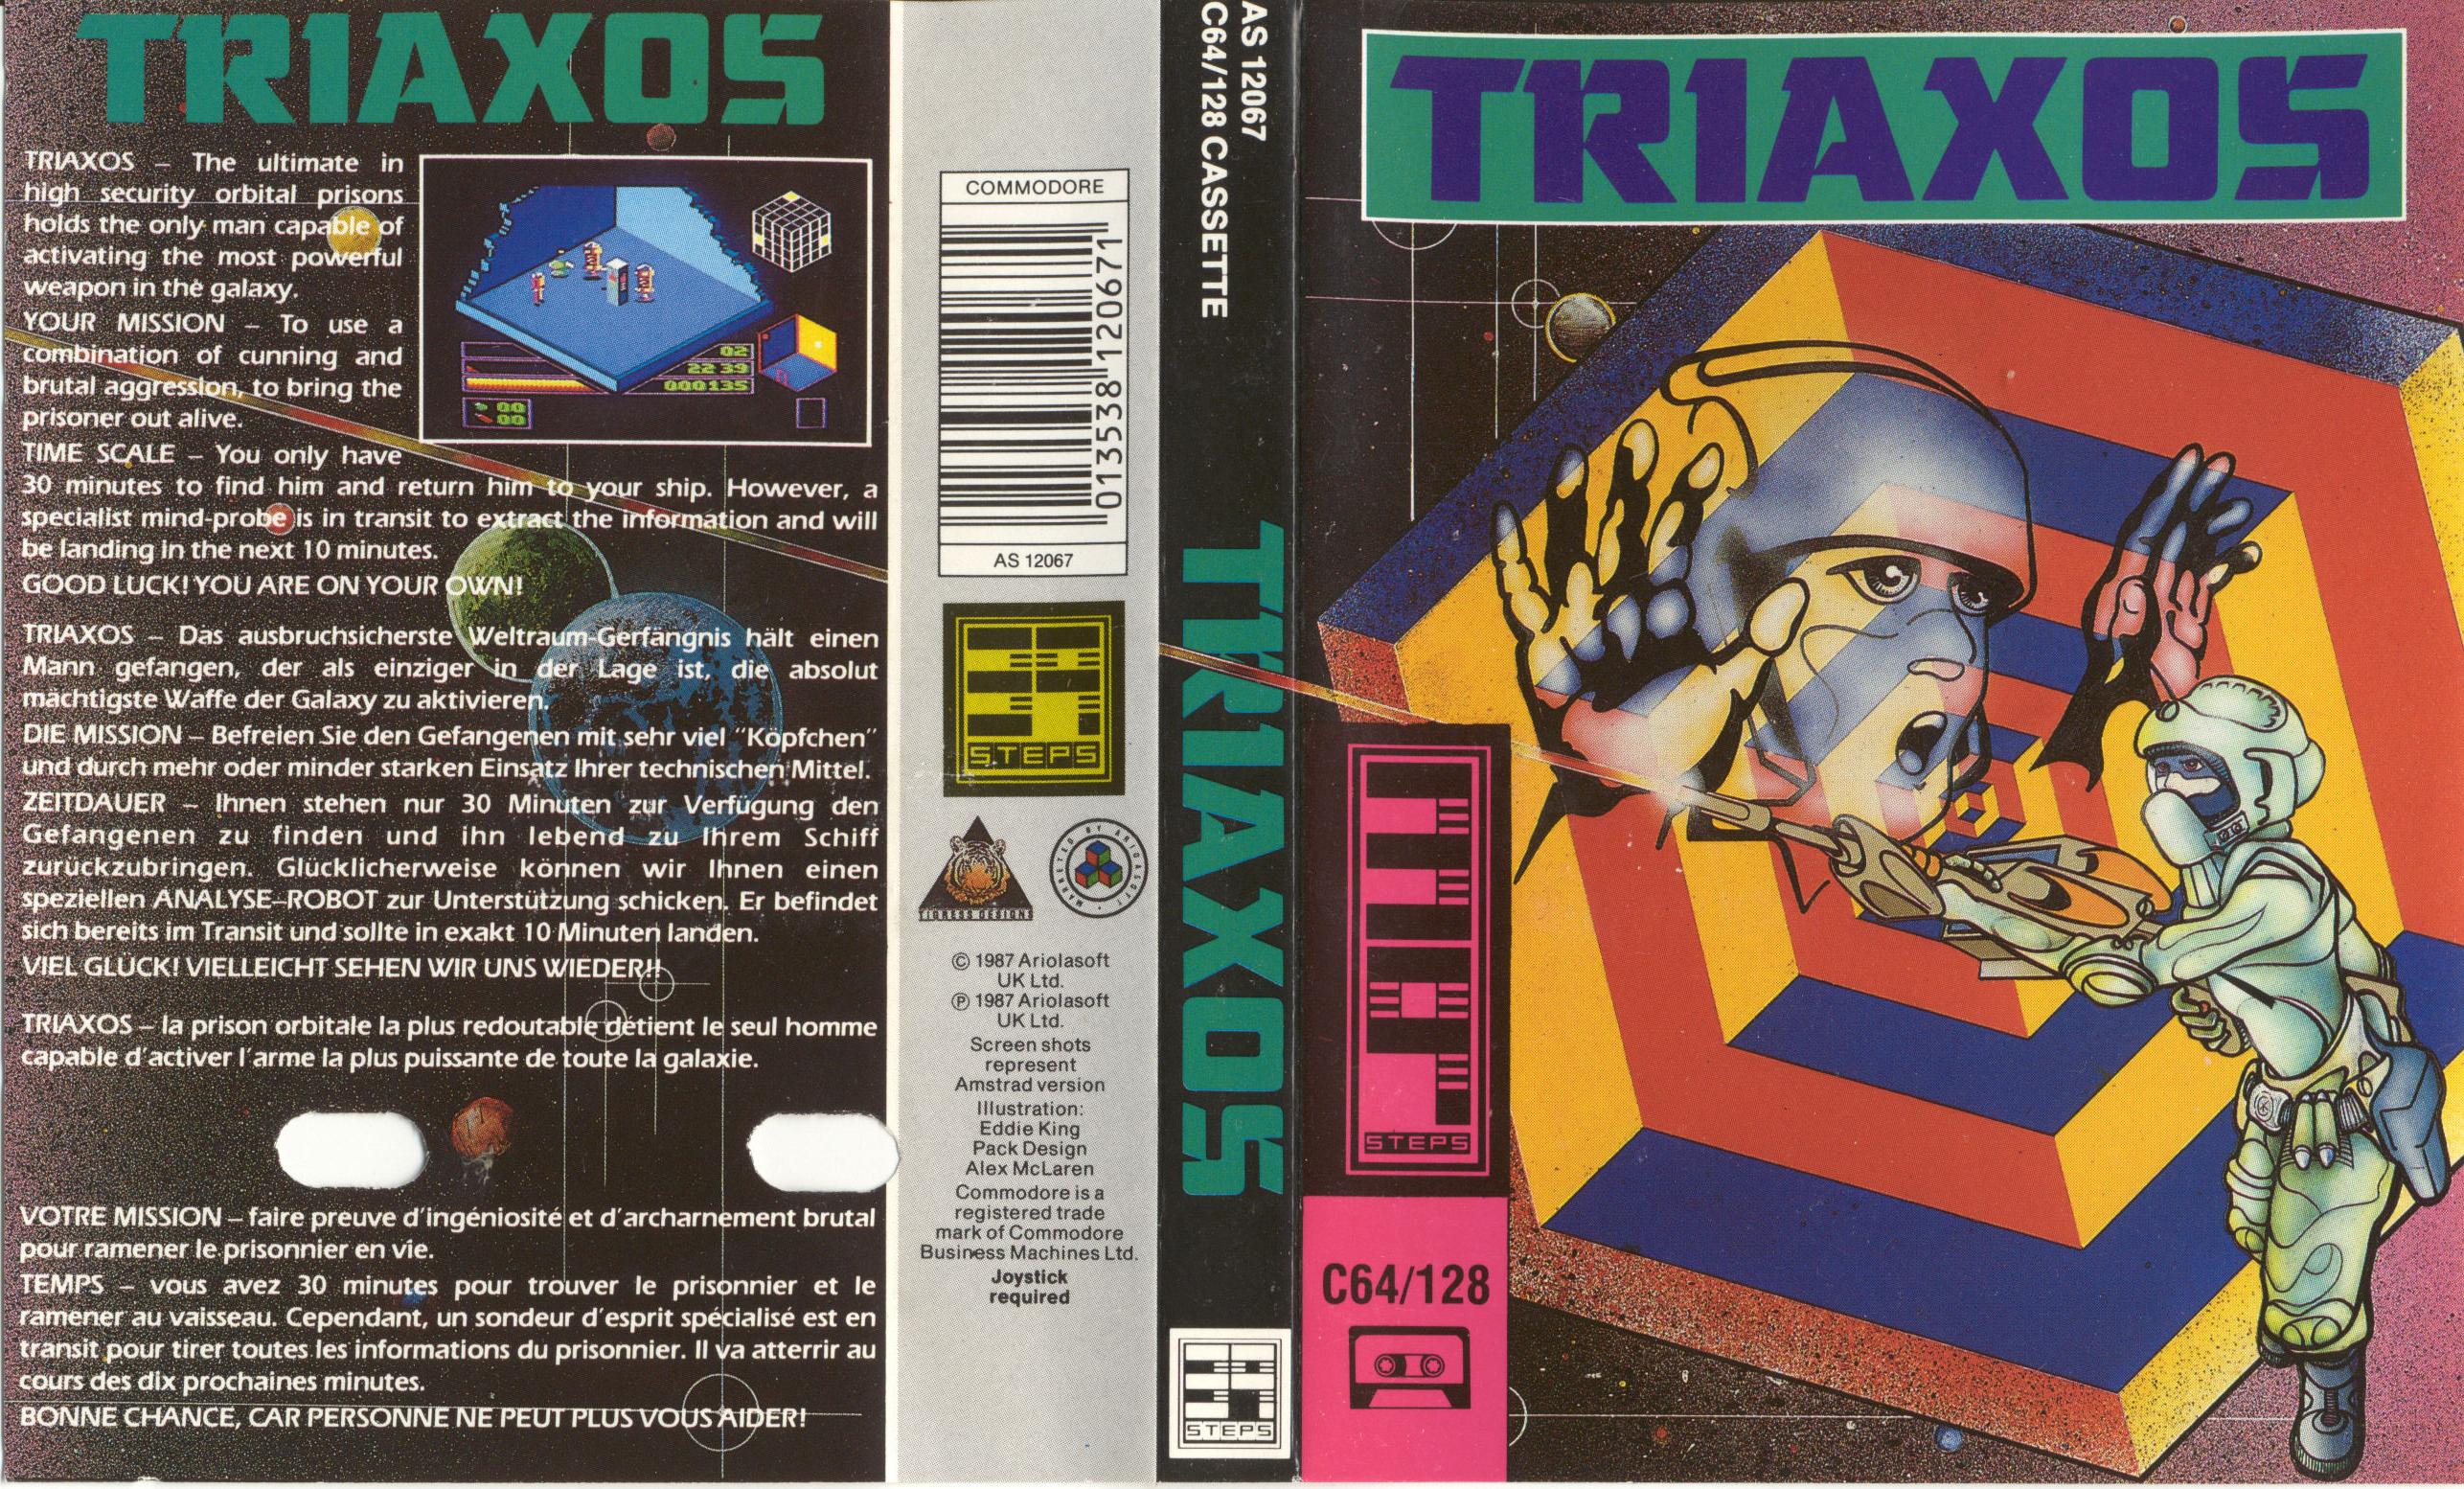 TRIAXOS
TRIAXOS – The ultimate in
high security orbital prisons
holds the only man capable of
activating the most powerful
weapon in the galaxy.
YOUR MISSION – To use a
combination of cunning and
brutal aggression, to bring the
prisoner out alive.
TIME SCALE – You only have
30 minutes to find him and return him to your ship. However, a
specialist mind-probe is in transit to extract the information and will
be landing in the next 10 minutes.
GOOD LUCK! YOU ARE ON YOUR OWN!
02
22 39
000135
00
00
TRIAXOS – Das ausbruchsicherste Weltraum-Gerfängnis hält einen
Mann gefangen, der als einziger in der Lage ist, die absolut
mächtigste Waffe der Galaxy zu aktivieren.
DIE MISSION – Befreien Sie den Gefangenen mit sehr viel "Köpfchen"
und durch mehr oder minder starken Einsatz Ihrer technischen Mittel.
ZEITDAUER – Ihnen stehen nur 30 Minuten zur Verfügung den
Gefangenen zu finden und ihn lebend zu Ihrem Schiff
zurückzubringen. Glücklicherweise können wir Ihnen einen
speziellen ANALYSE–ROBOT zur Unterstützung schicken. Er befindet
sich bereits im Transit und sollte in exakt 10 Minuten landen.
VIEL GLÜCK! VIELLEICHT SEHEN WIR UNS WIEDER!!
TRIAXOS – la prison orbitale la plus redoutable détient le seul homme
capable d'activer l'arme la plus puissante de toute la galaxie.
VOTRE MISSION – faire preuve d'ingéniosité et d'archarnement brutal
pour ramener le prisonnier en vie.
TEMPS – vous avez 30 minutes pour trouver le prisonnier et le
ramener au vaisseau. Cependant, un sondeur d'esprit spécialisé est en
transit pour tirer toutes les informations du prisonnier. Il va atterrir au
cours des dix prochaines minutes.
BONNE CHANCE, CAR PERSONNE NE PEUT PLUS VOUS AIDER!
COMMODORE
013538 120671
AS 12067
39
STEPS
TIGRESS DESIGNS
MARKETED BY ARIOLASOFT
© 1987 Ariolasoft
UK Ltd.
℗ 1987 Ariolasoft
UK Ltd.
Screen shots
represent
Amstrad version
Illustration:
Eddie King
Pack Design
Alex McLaren
Commodore is a
registered trade
mark of Commodore
Business Machines Ltd.
Joystick
required
AS 12067
C64/128 CASSETTE
TRIAXOS
39
STEPS
TRIAXOS
39
STEPS
C64/128